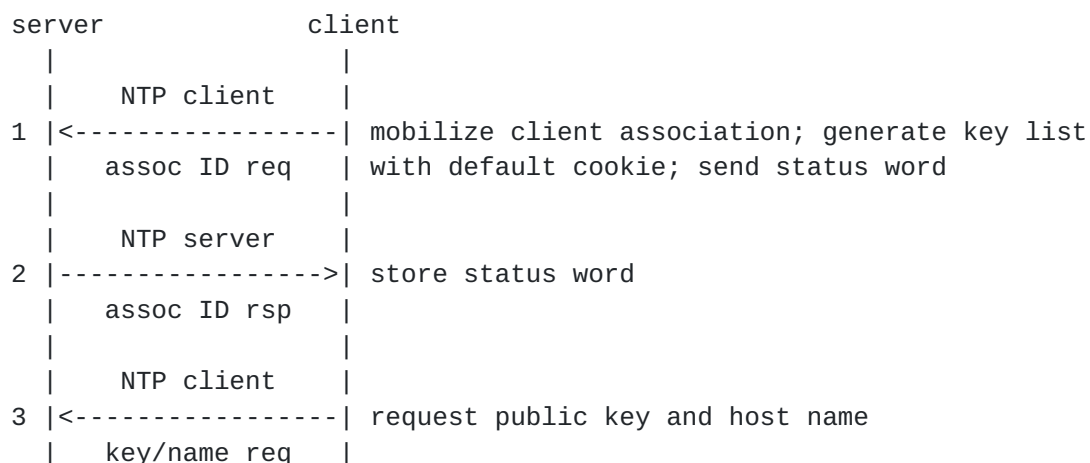 server             client
  |                  |
  |    NTP client    |
1 |<-----------------| mobilize client association; generate key list
  |   assoc ID req   | with default cookie; send status word
  |                  |
  |    NTP server    |
2 |----------------->| store status word
  |   assoc ID rsp   |
  |                  |
  |    NTP client    |
3 |<-----------------| request public key and host name
  |   key/name req   |